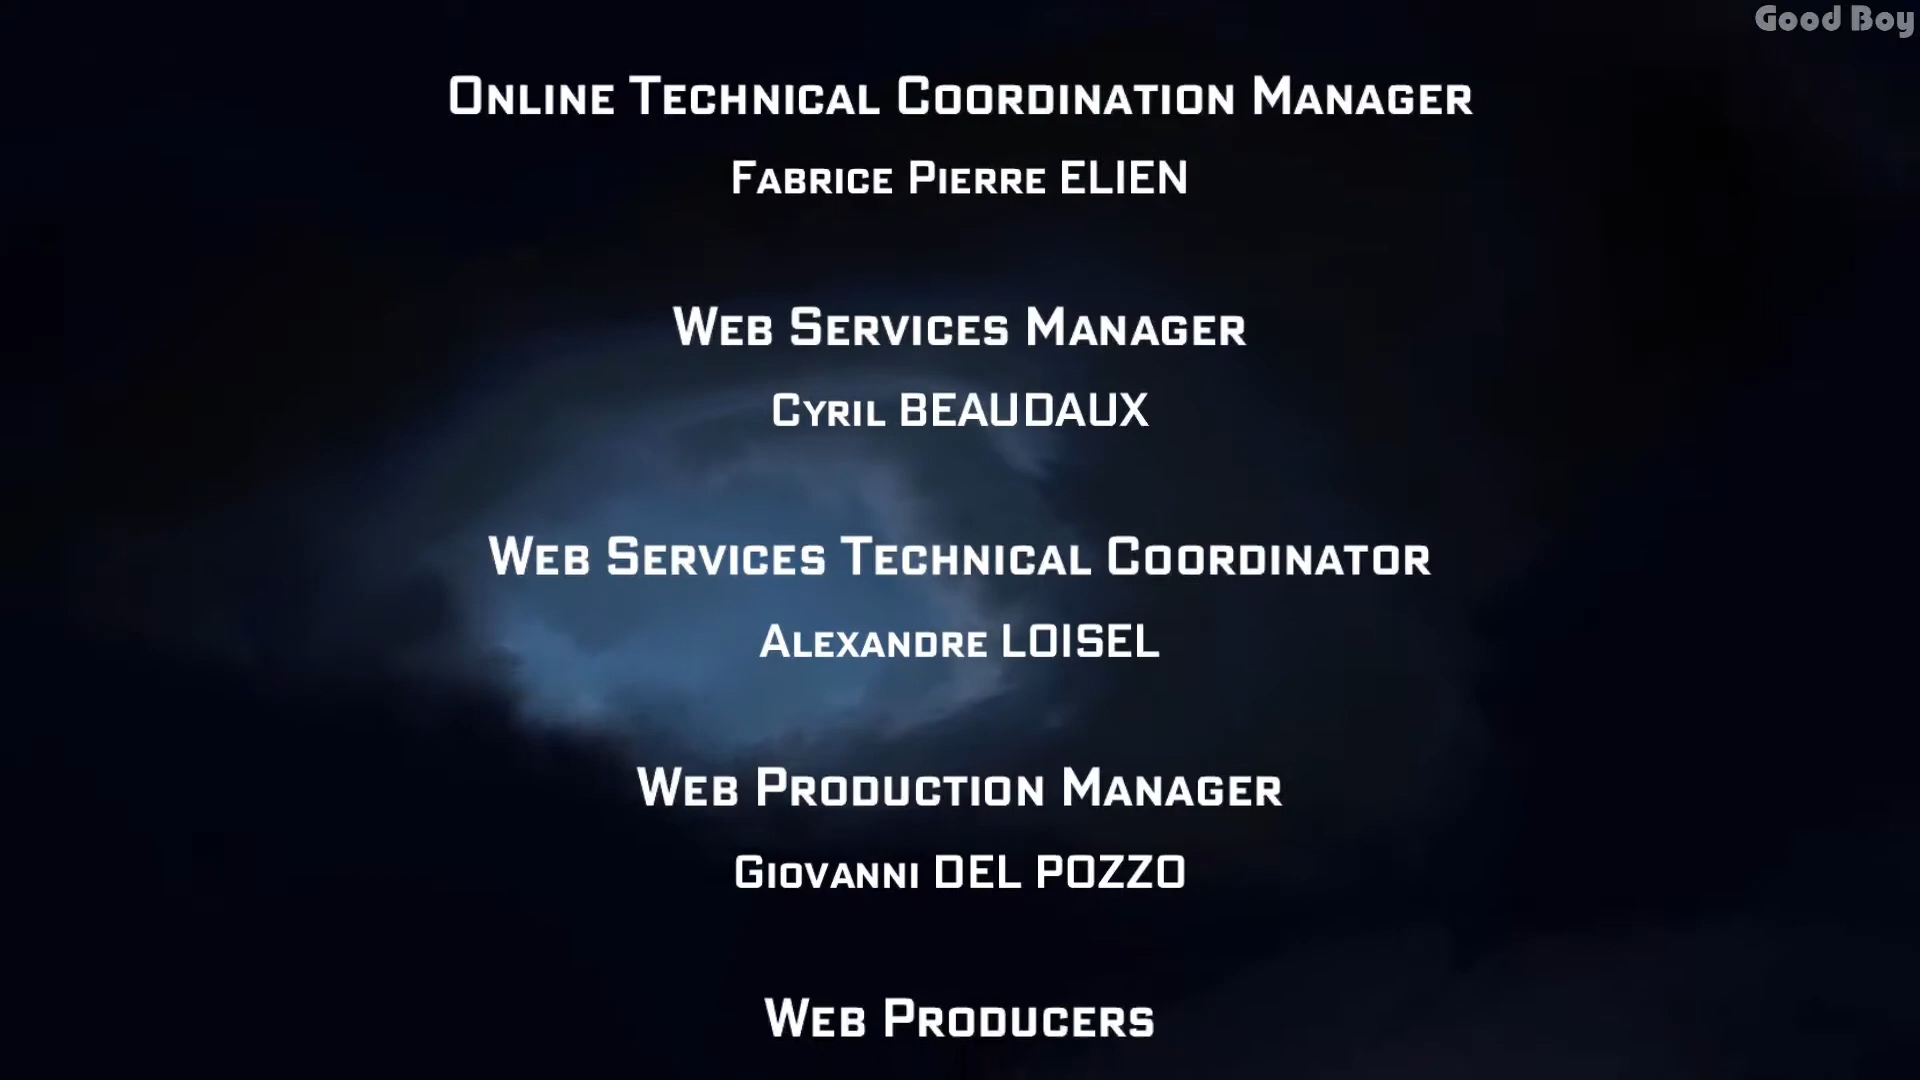 Good Boy
Online Technical Coordination Manager
Fabrice Pierre ELIEN
Web Services Manager
Cyril BEAUDAUX
Web Services Technical Coordinator
Alexandre LOISEL
Web Production Manager
Giovanni DEL POZZO
Web Producers